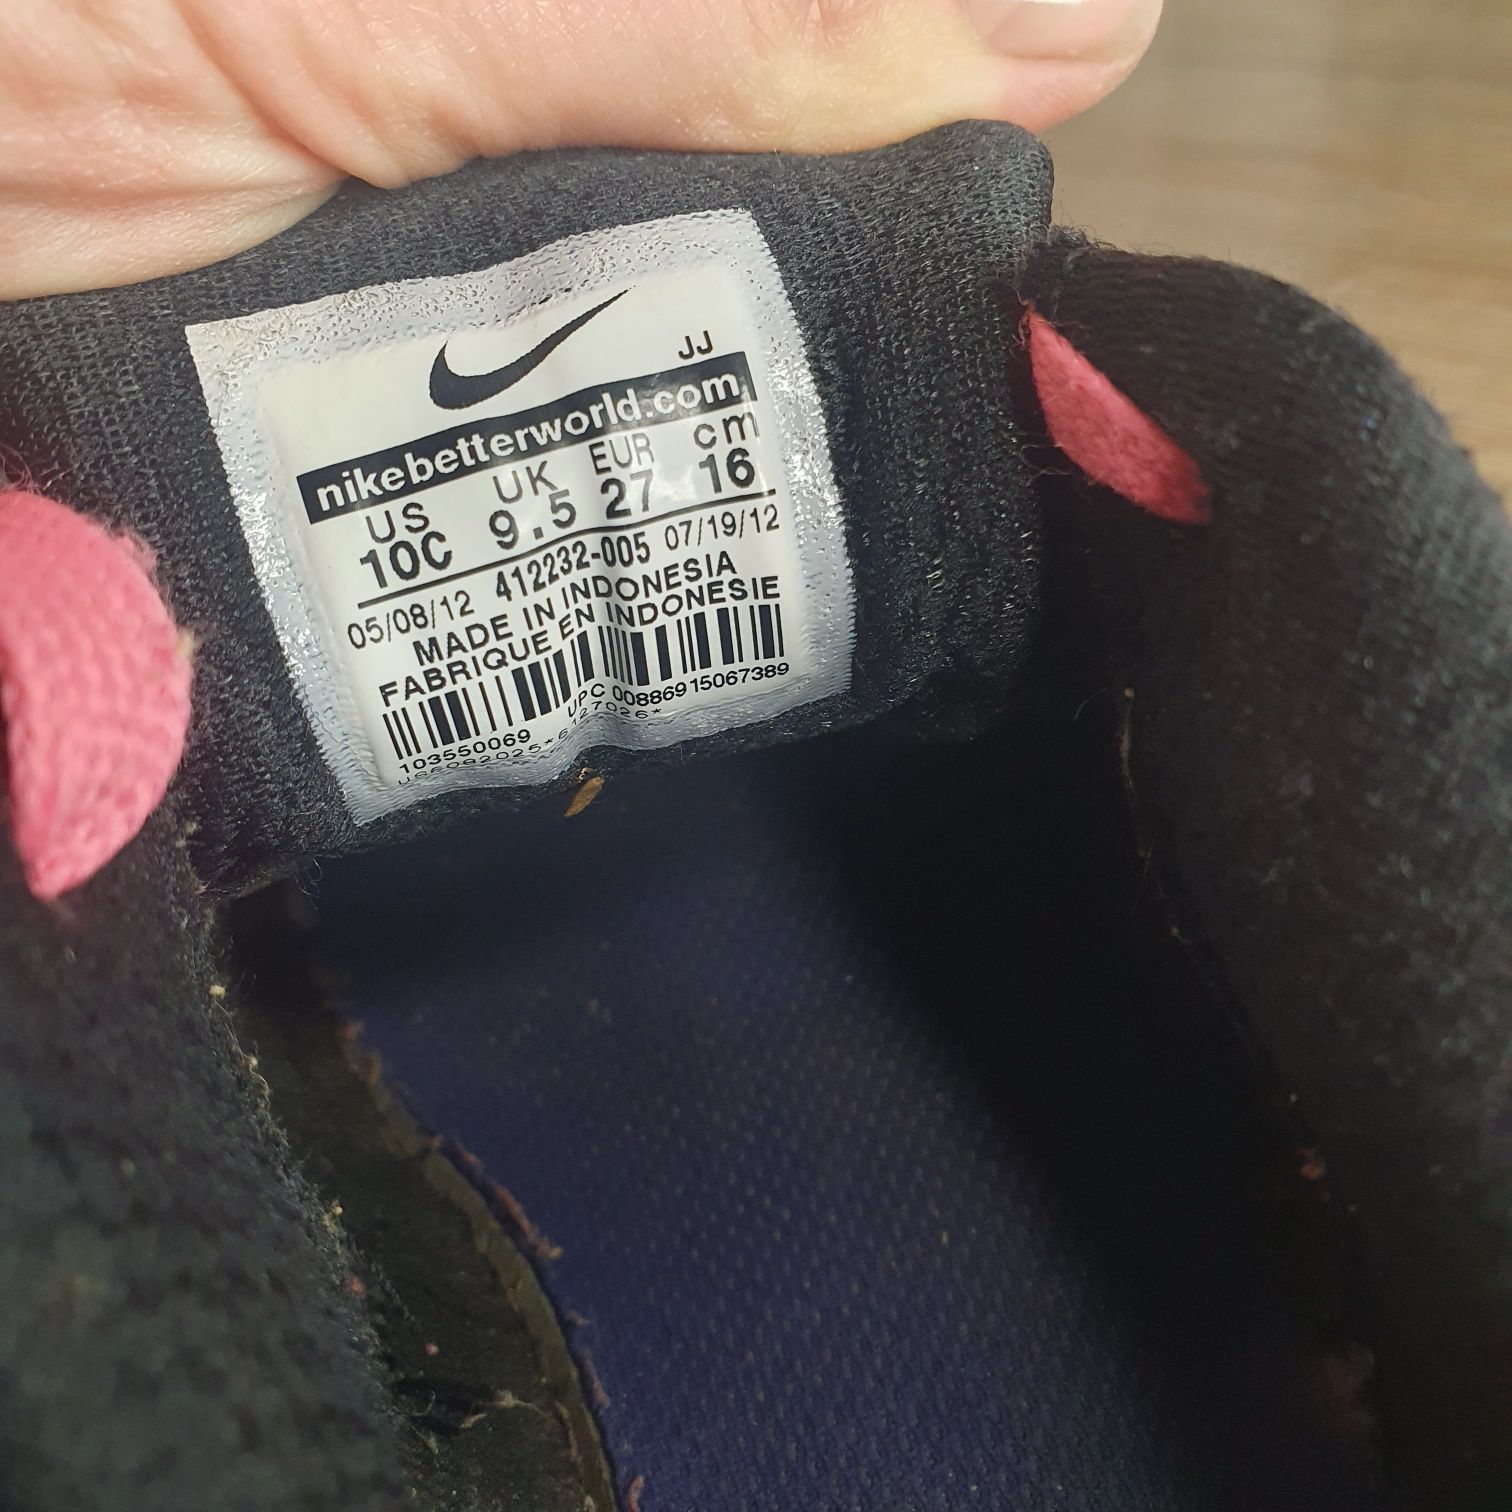 JJ
nikebetterworld.com
US UK EUR cm
10C 9.5 27 16
05/08/12 412232-005 07/19/12
MADE IN INDONESIA
FABRIQUE EN INDONESIE
UPC 00886915067389
103550069